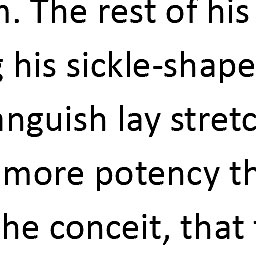 . The rest of his
his sickle-shape
anguish lay stretc
more potency th
he conceit, that